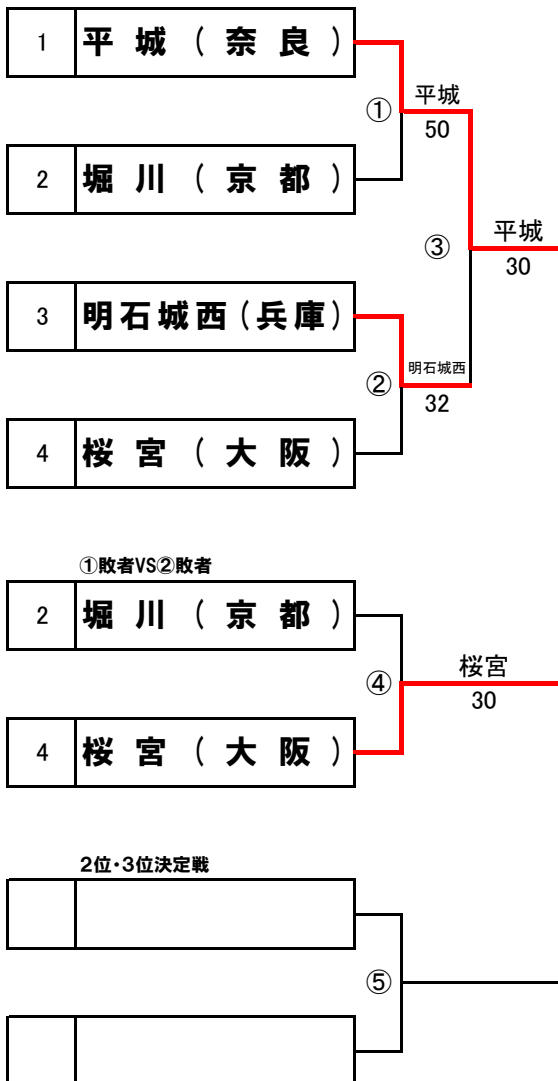 1 平城(奈良)
平城
①
50
2 堀川(京都)
平城
③
30
3 明石城西(兵庫)
明石城西
②
32
4 桜宮(大阪)
①敗者VS②敗者
2 堀川(京都)
桜宮
④
30
4 桜宮(大阪)
2位・3位決定戦
⑤